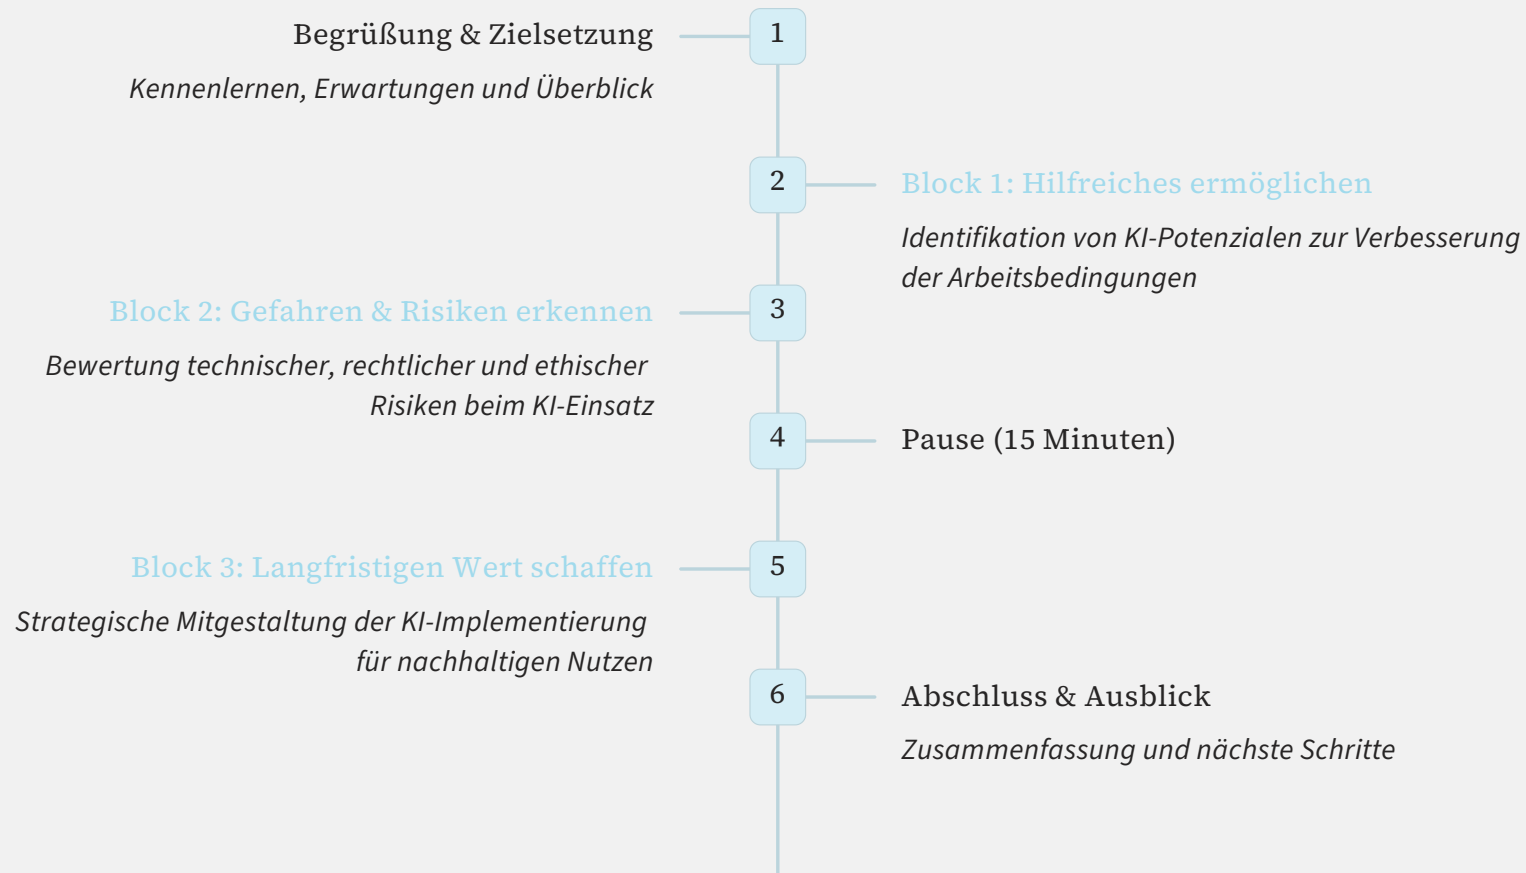 1
Begrüßung & Zielsetzung
Kennenlernen, Erwartungen und Überblick
2
Block 1: Hilfreiches ermöglichen
Identifikation von KI-Potenzialen zur Verbesserung
der Arbeitsbedingungen
3
Block 2: Gefahren & Risiken erkennen
Bewertung technischer, rechtlicher und ethischer
Risiken beim KI-Einsatz
4
Pause (15 Minuten)
5
Block 3: Langfristigen Wert schaffen
Strategische Mitgestaltung der KI-Implementierung
für nachhaltigen Nutzen
6
Abschluss & Ausblick
Zusammenfassung und nächste Schritte